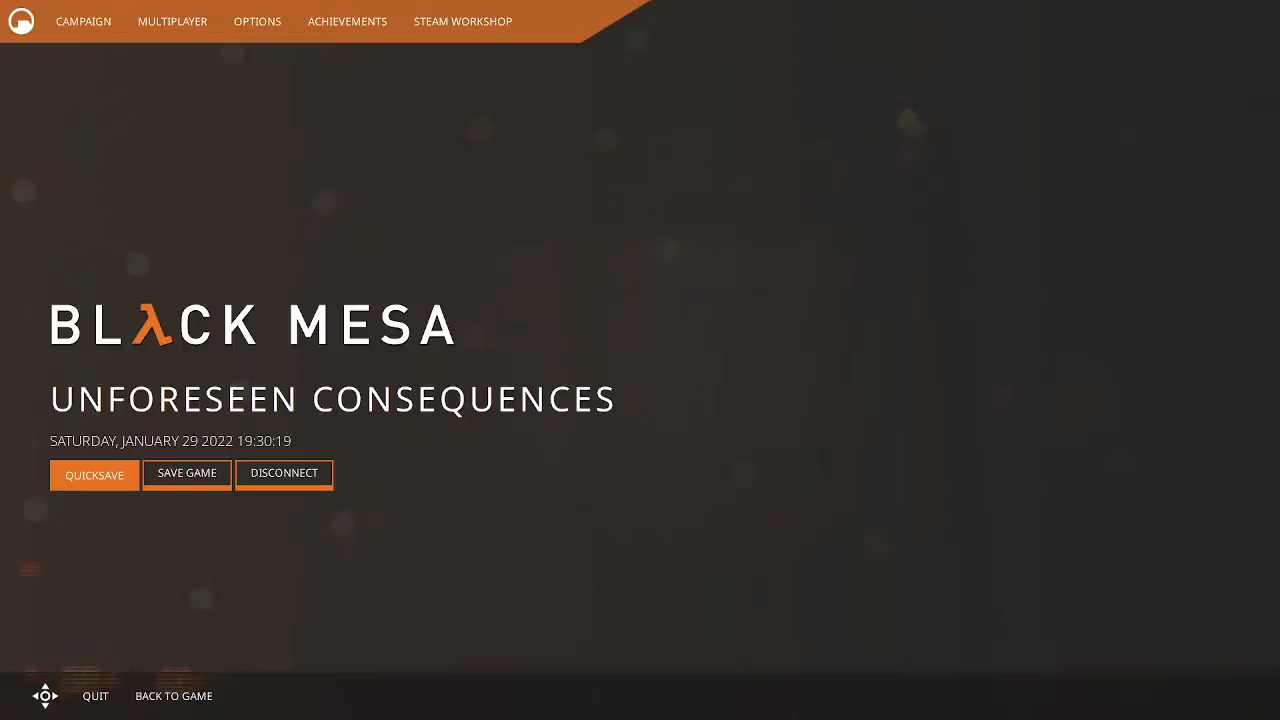 CAMPAIGN MULTIPLAYER OPTIONS ACHIEVEMENTS STEAM WORKSHOP
BLλCK MESA
UNFORESEEN CONSEQUENCES
SATURDAY, JANUARY 29 2022 19:30:19
QUICKSAVE SAVE GAME DISCONNECT
QUIT BACK TO GAME